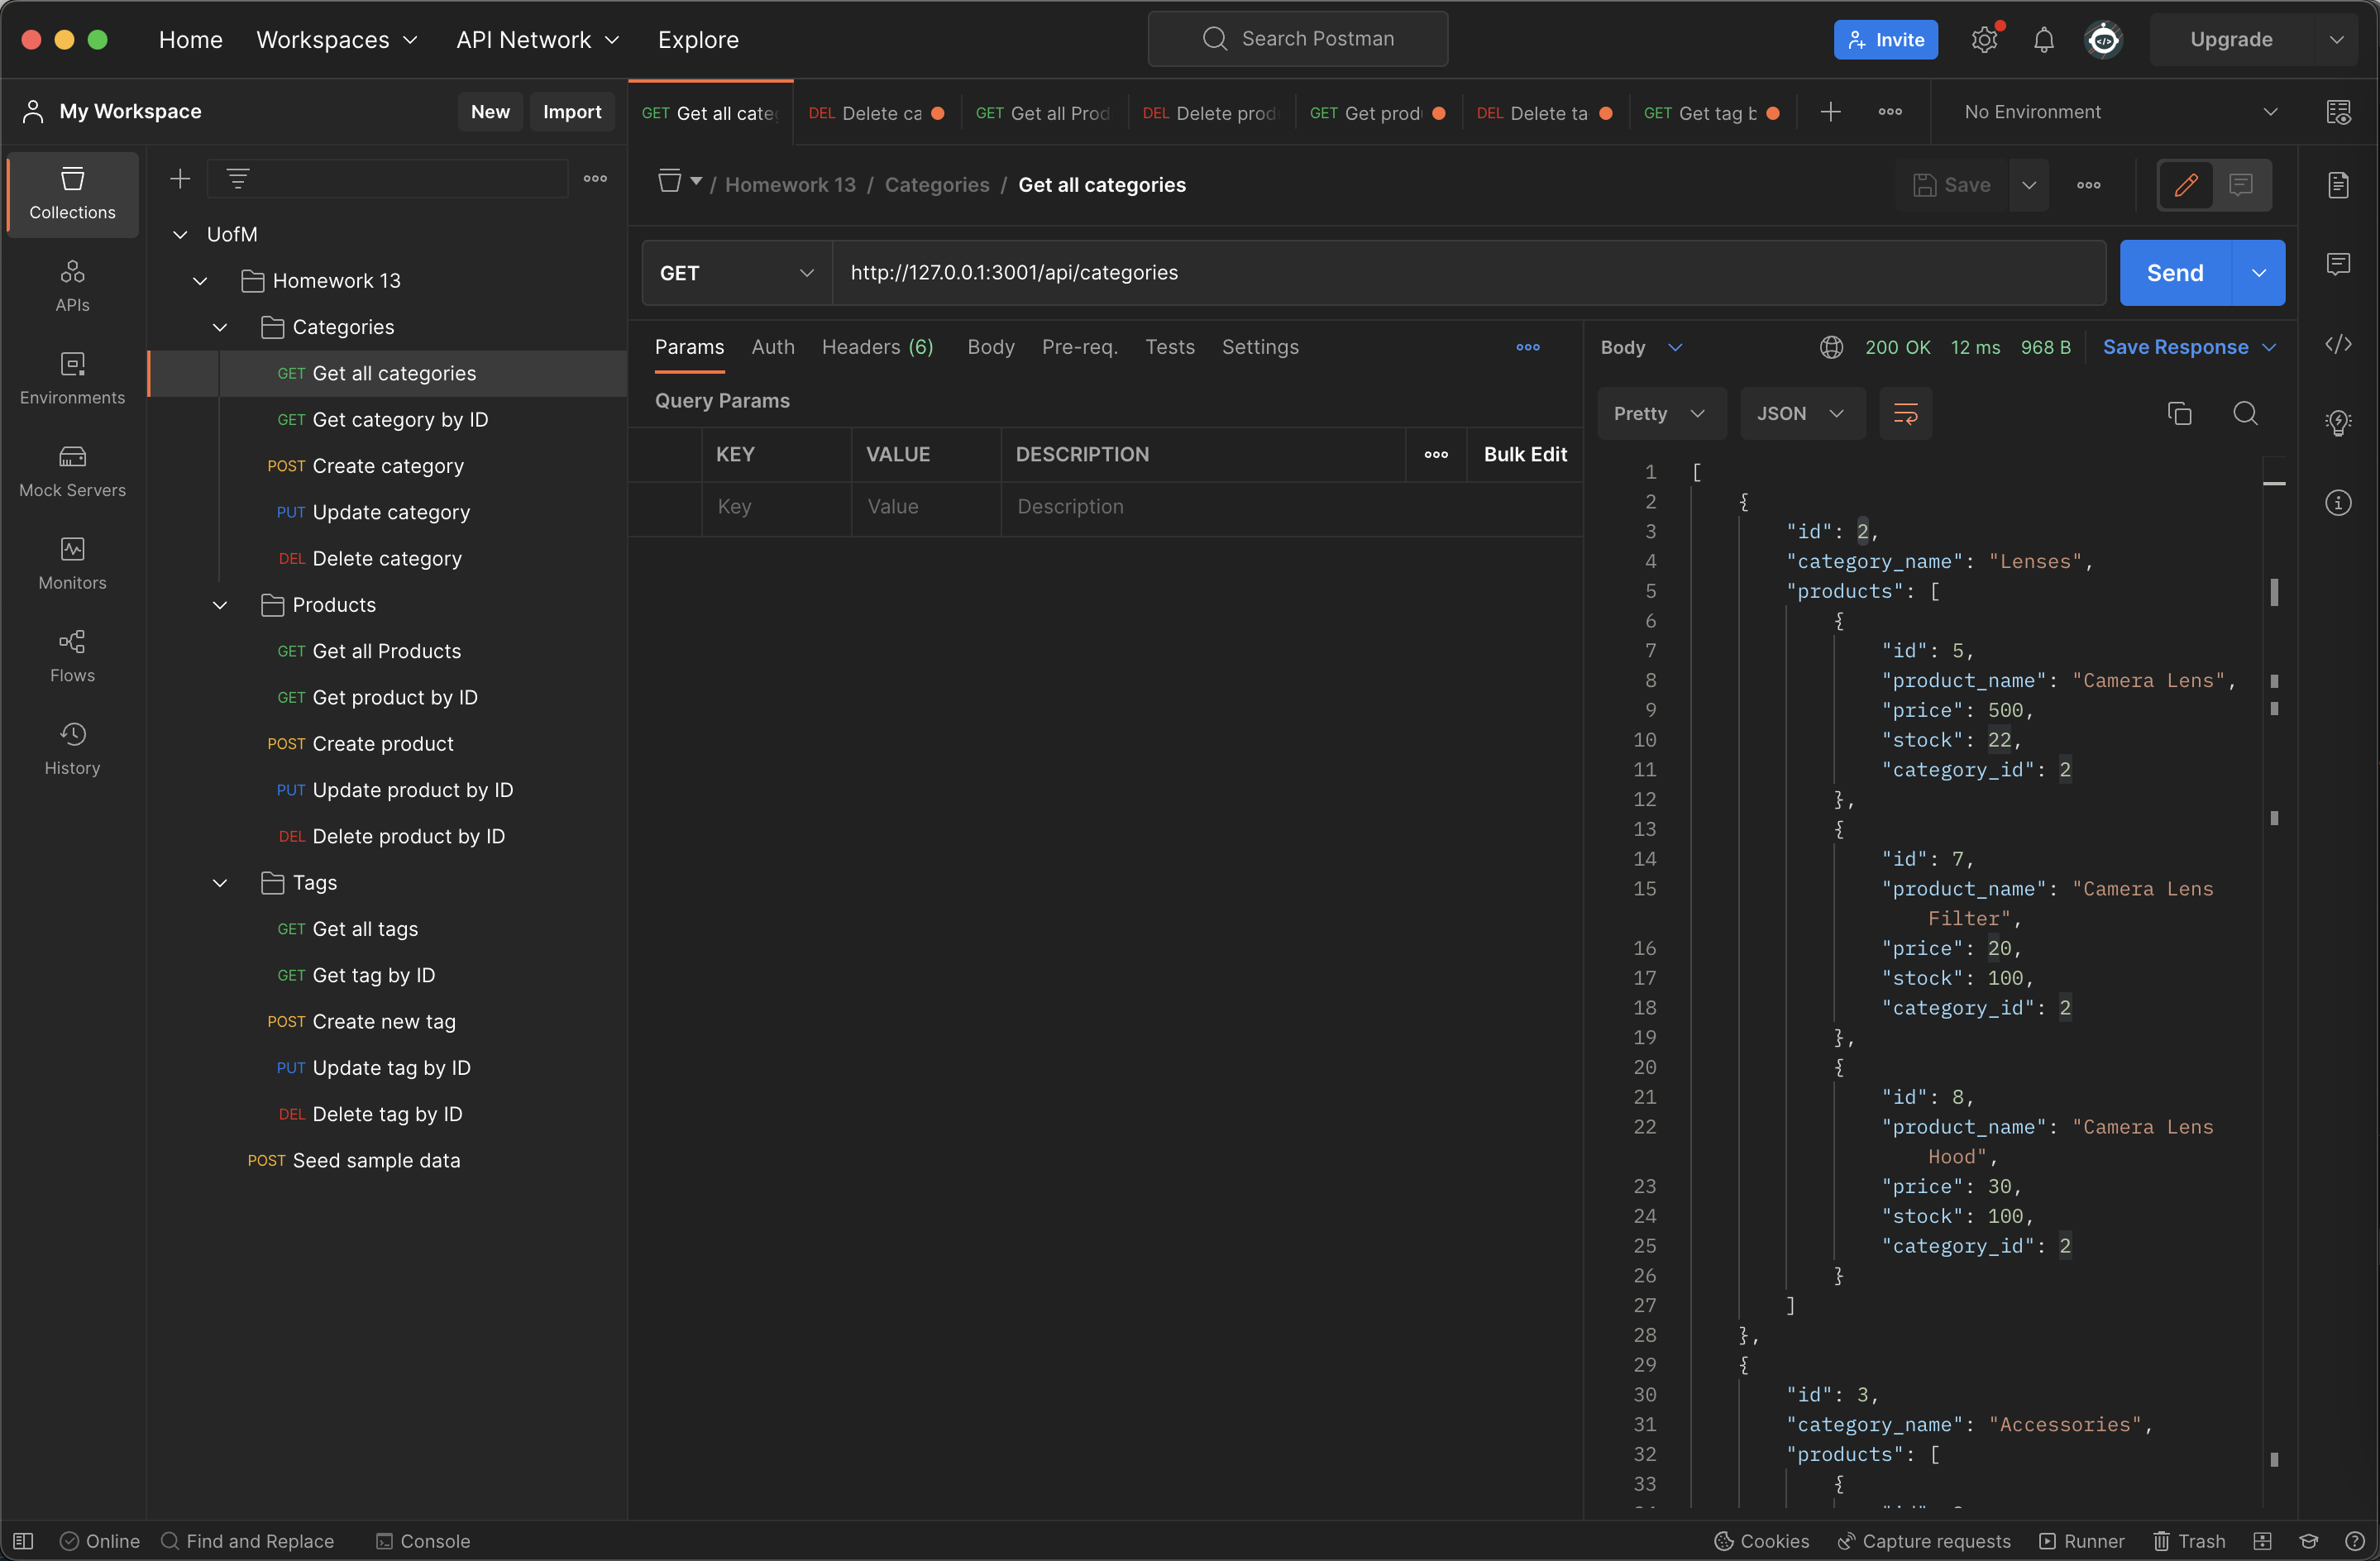 Home Workspaces API Network Explore Search Postman Invite Upgrade
My Workspace New Import
GET Get all cate DEL Delete ca GET Get all Prod DEL Delete prod GET Get prod DEL Delete ta GET Get tag b No Environment
Collections
APIs
Environments
Mock Servers
Monitors
Flows
History
UofM
Homework 13
Categories
GET Get all categories
GET Get category by ID
POST Create category
PUT Update category
DEL Delete category
Products
GET Get all Products
GET Get product by ID
POST Create product
PUT Update product by ID
DEL Delete product by ID
Tags
GET Get all tags
GET Get tag by ID
POST Create new tag
PUT Update tag by ID
DEL Delete tag by ID
POST Seed sample data
/ Homework 13 / Categories / Get all categories Save
GET http://127.0.0.1:3001/api/categories Send
Params Auth Headers (6) Body Pre-req. Tests Settings
Query Params
KEY VALUE DESCRIPTION Bulk Edit
Key Value Description
Body 200 OK 12 ms 968 B Save Response
Pretty JSON
1 [
2 {
3 "id": 2,
4 "category_name": "Lenses",
5 "products": [
6 {
7 "id": 5,
8 "product_name": "Camera Lens",
9 "price": 500,
10 "stock": 22,
11 "category_id": 2
12 },
13 {
14 "id": 7,
15 "product_name": "Camera Lens
Filter",
16 "price": 20,
17 "stock": 100,
18 "category_id": 2
19 },
20 {
21 "id": 8,
22 "product_name": "Camera Lens
Hood",
23 "price": 30,
24 "stock": 100,
25 "category_id": 2
26 }
27 ]
28 },
29 {
30 "id": 3,
31 "category_name": "Accessories",
32 "products": [
33 {
Online Find and Replace Console Cookies Capture requests Runner Trash